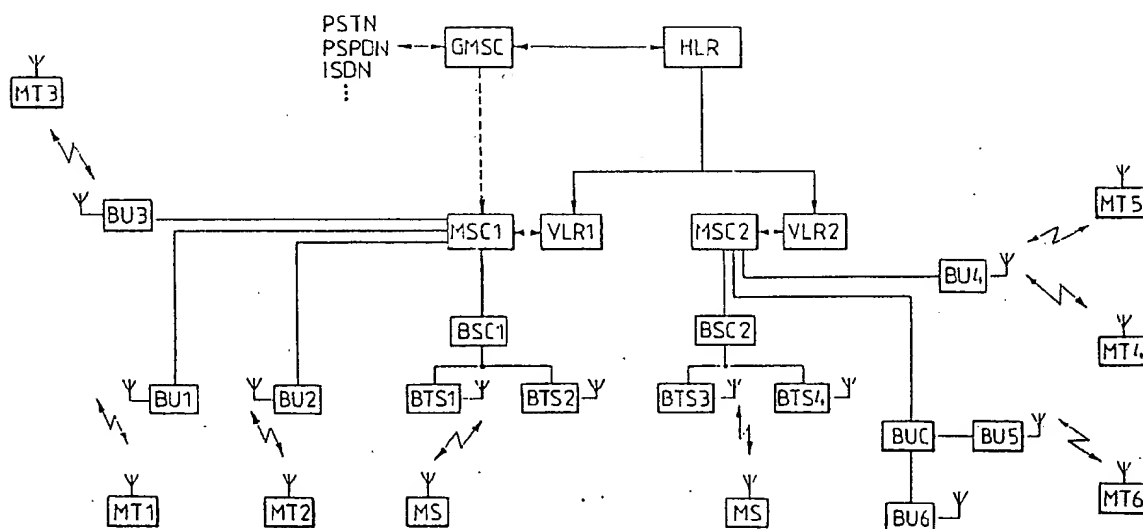 PSTN
PSPDN
ISDN
GMSC
HLR
MT3
BU3
MSC1
VLR1
MSC2
VLR2
MT5
BU4
BSC1
BSC2
MT4
BU1
BU2
BTS1
BTS2
BTS3
BTS4
BUC
BU5
MT1
MT2
MS
MS
BU6
MT6